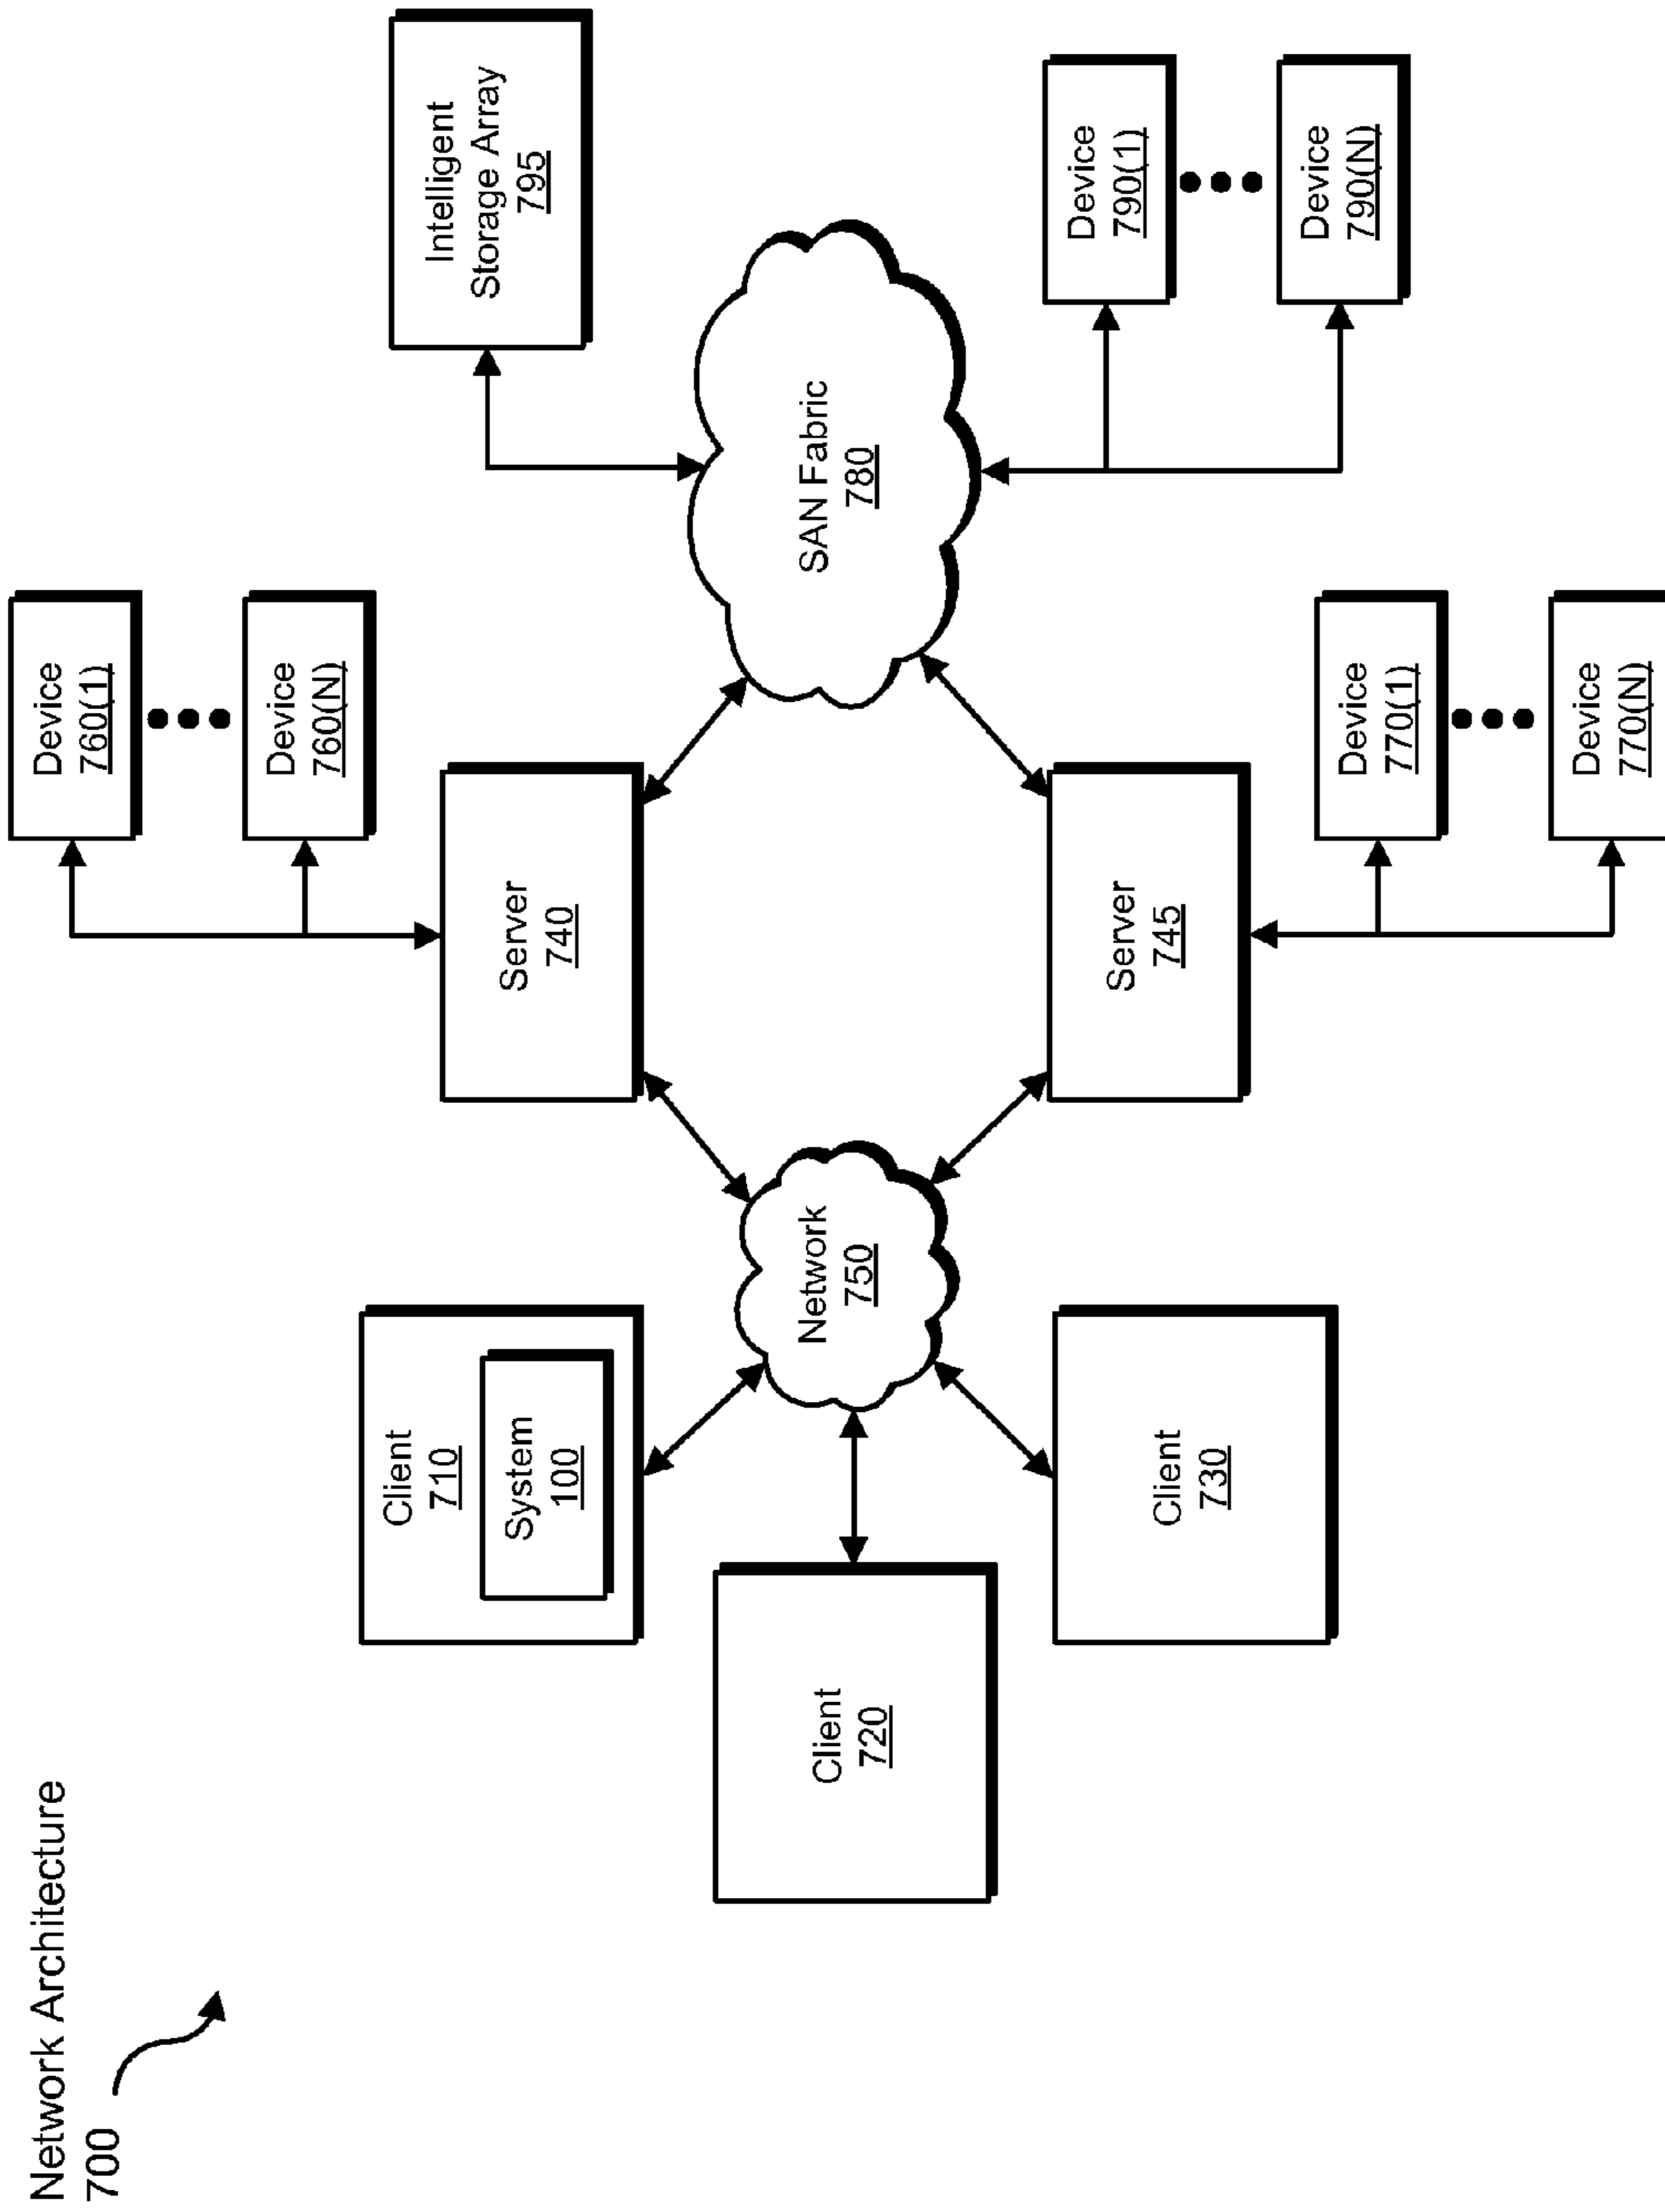 Network Architecture
700
Client
710
System
100
Client
720
Client
730
Network
750
Server
740
Server
745
Device
760(1)
Device
760(N)
Device
770(1)
Device
770(N)
SAN Fabric
780
Intelligent
Storage Array
795
Device
790(1)
Device
790(N)